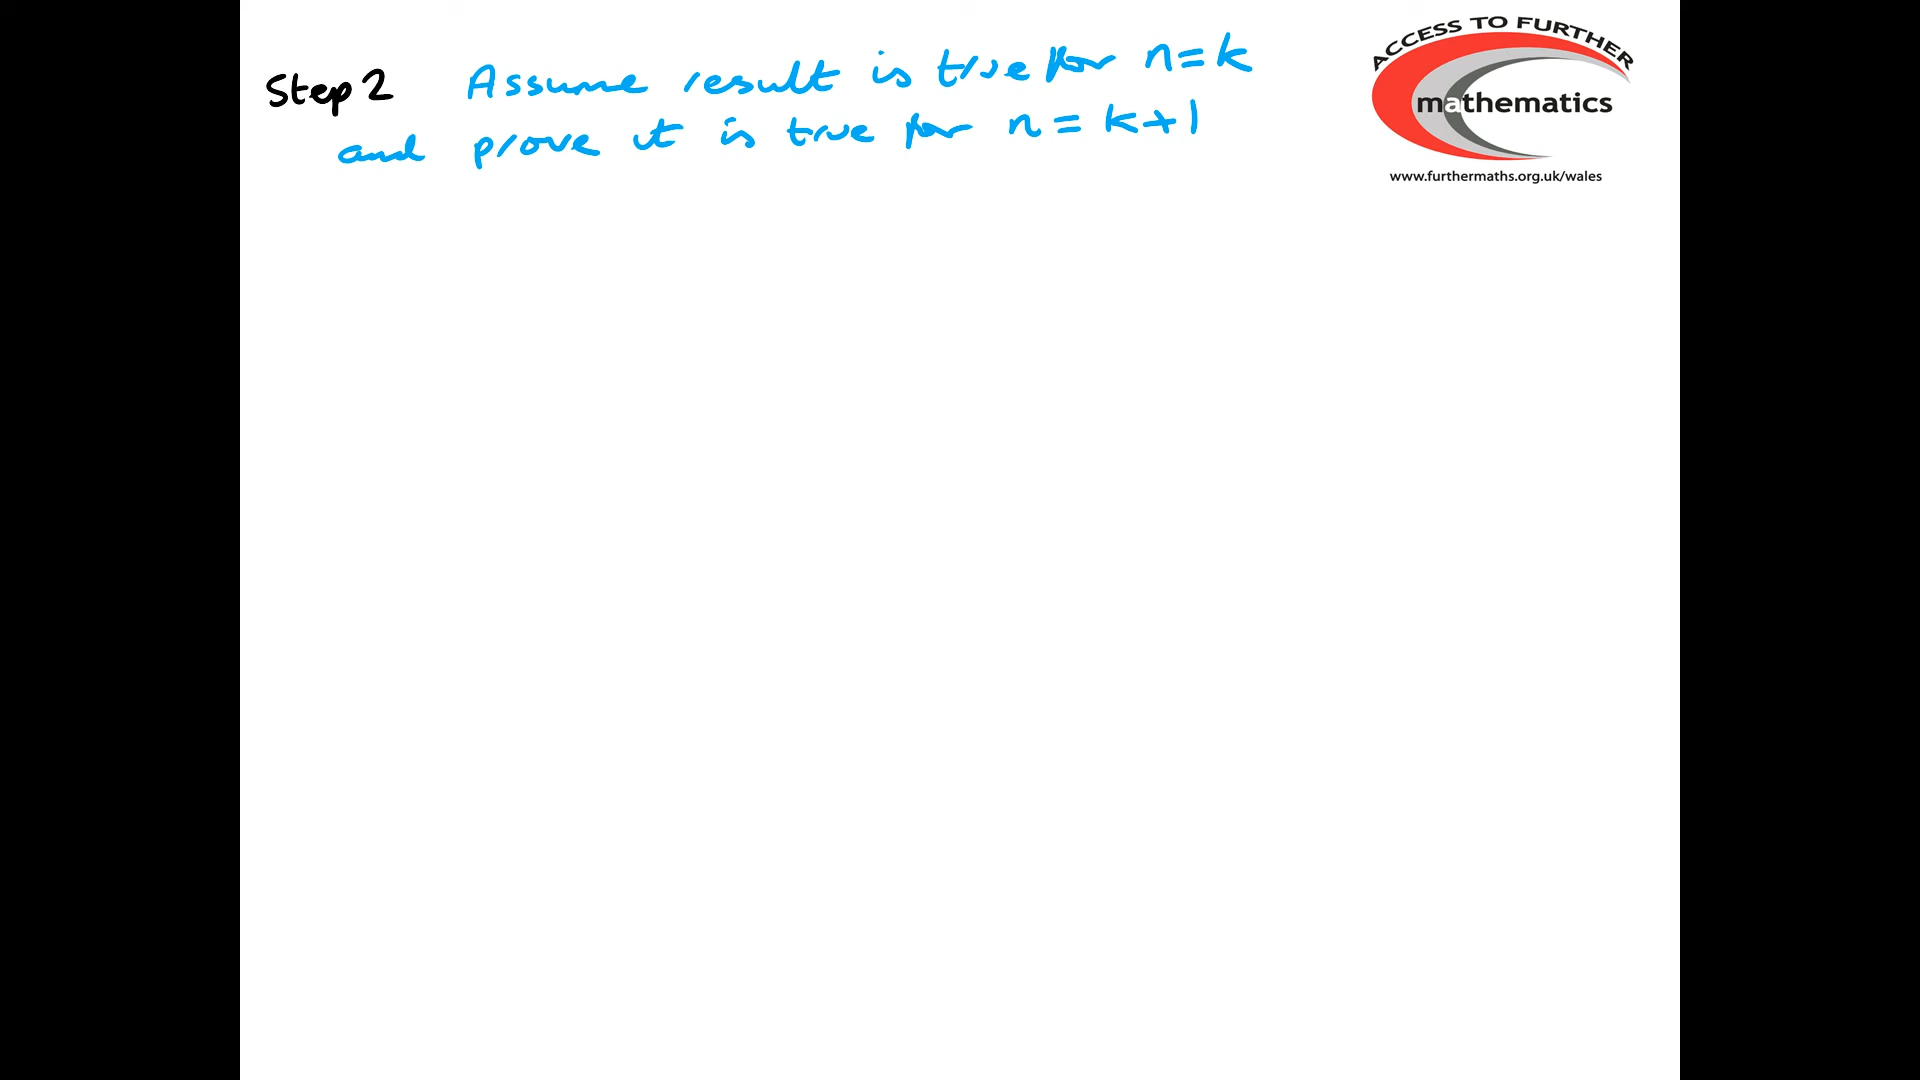 Step 2 Assume result is true for n=k
and prove it is true for n = k+1
ACCESS TO FURTHER
mathematics
www.furthermaths.org.uk/wales